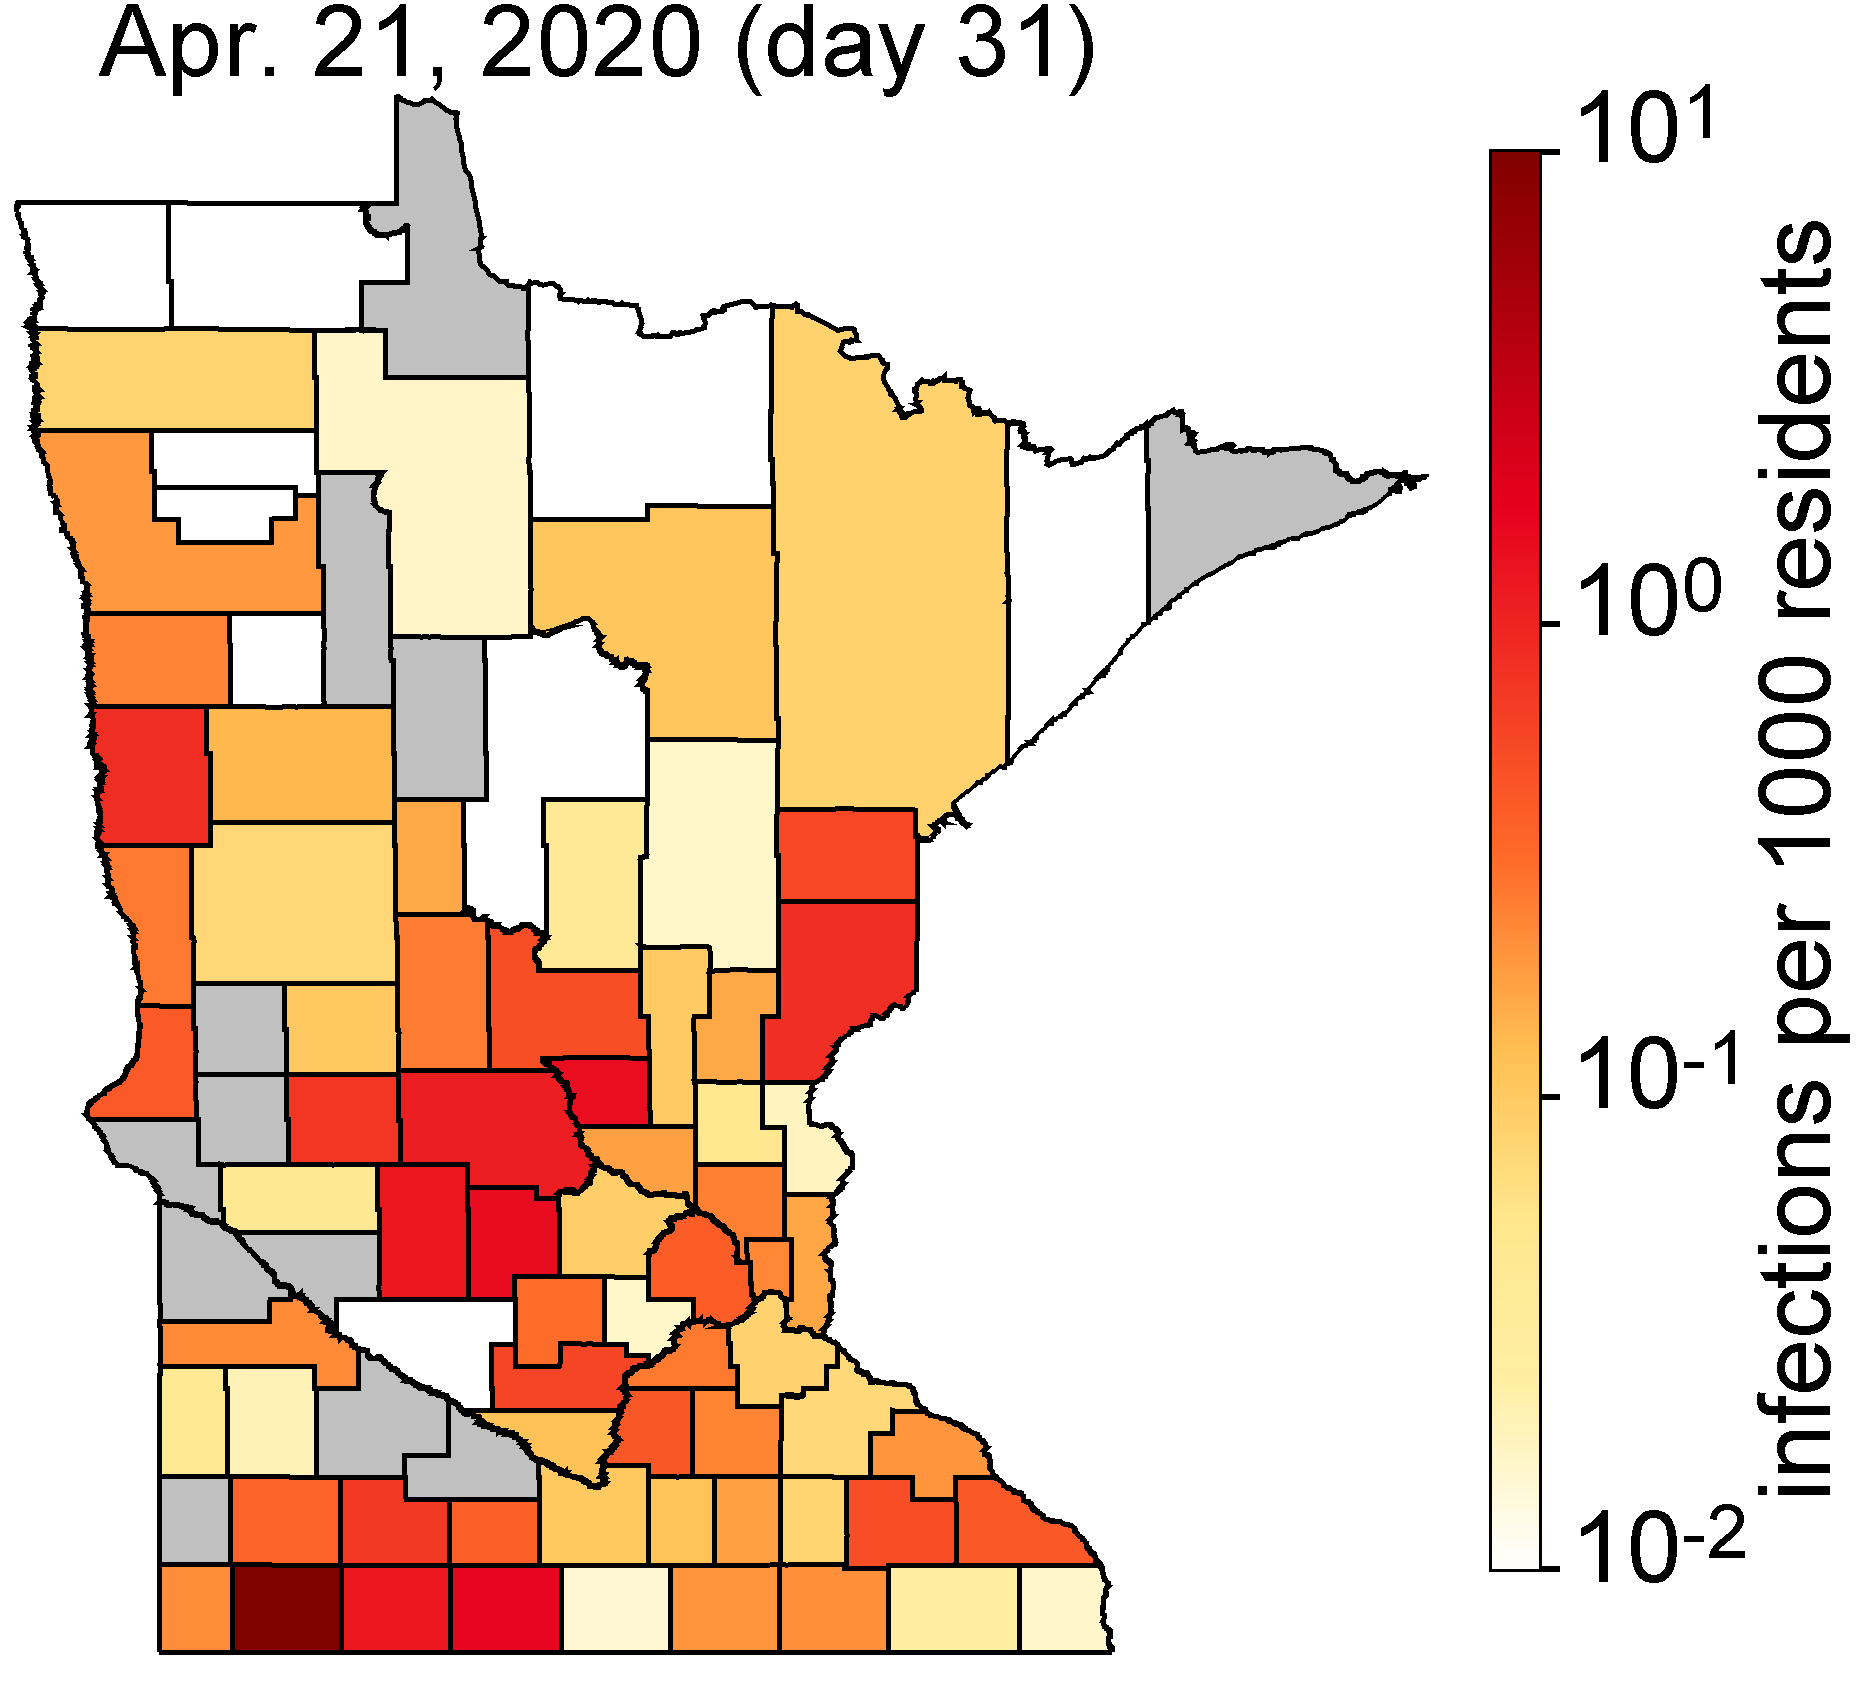 Apr. 21, 2020 (day 31)
10¹
10⁰
10⁻¹
10⁻²
infections per 1000 residents